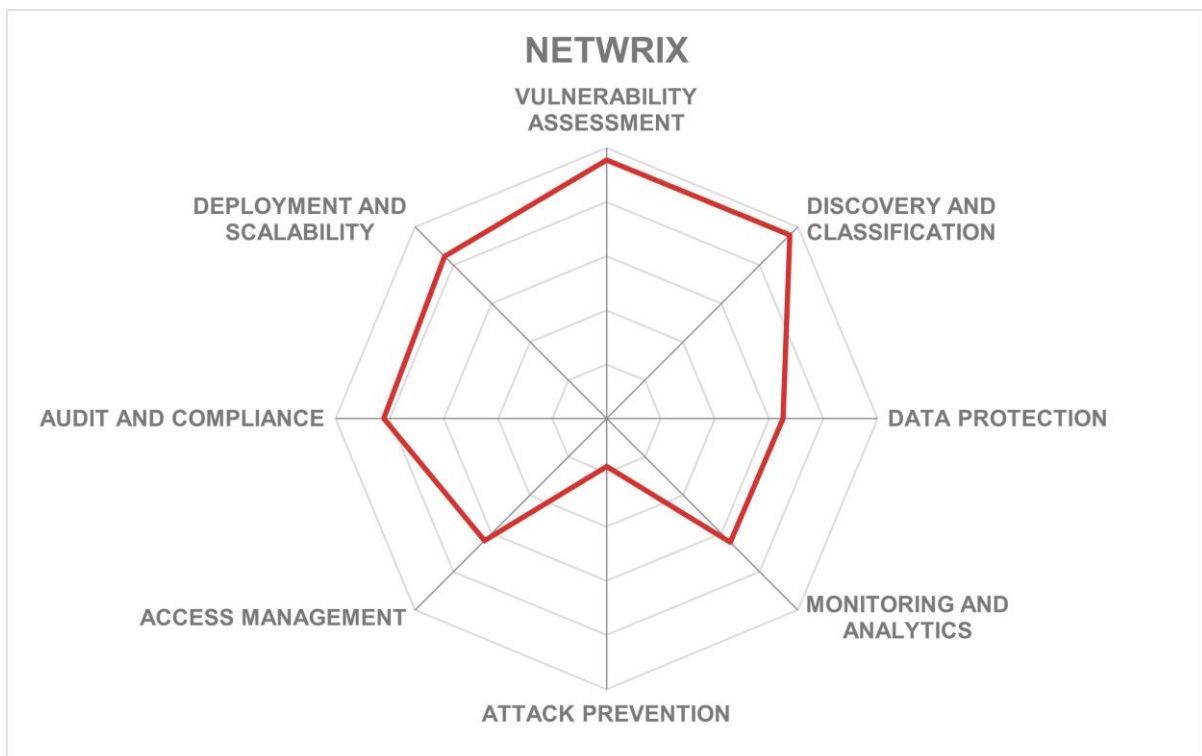 NETWRIX
VULNERABILITY
ASSESSMENT
DEPLOYMENT AND
SCALABILITY
DISCOVERY AND
CLASSIFICATION
AUDIT AND COMPLIANCE
DATA PROTECTION
ACCESS MANAGEMENT
MONITORING AND
ANALYTICS
ATTACK PREVENTION